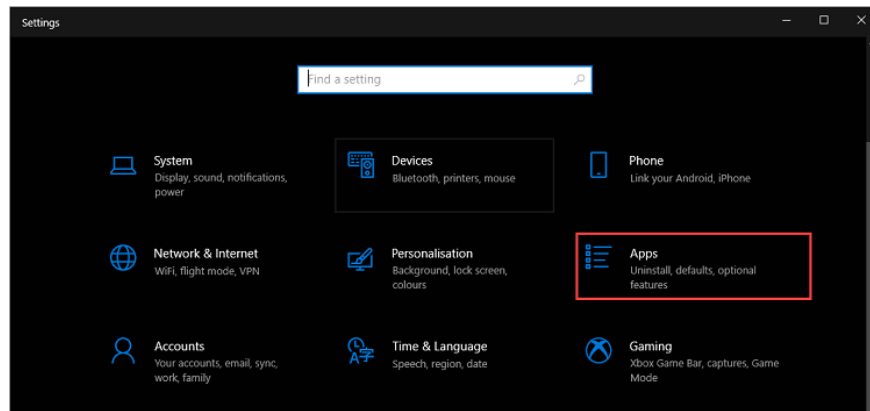 Settings
Find a setting
System
Display, sound, notifications,
power
Devices
Bluetooth, printers, mouse
Phone
Link your Android, iPhone
Network & Internet
WiFi, flight mode, VPN
Personalisation
Background, lock screen,
colours
Apps
Uninstall, defaults, optional
features
Accounts
Your accounts, email, sync,
work, family
Time & Language
Speech, region, date
Gaming
Xbox Game Bar, captures, Game
Mode